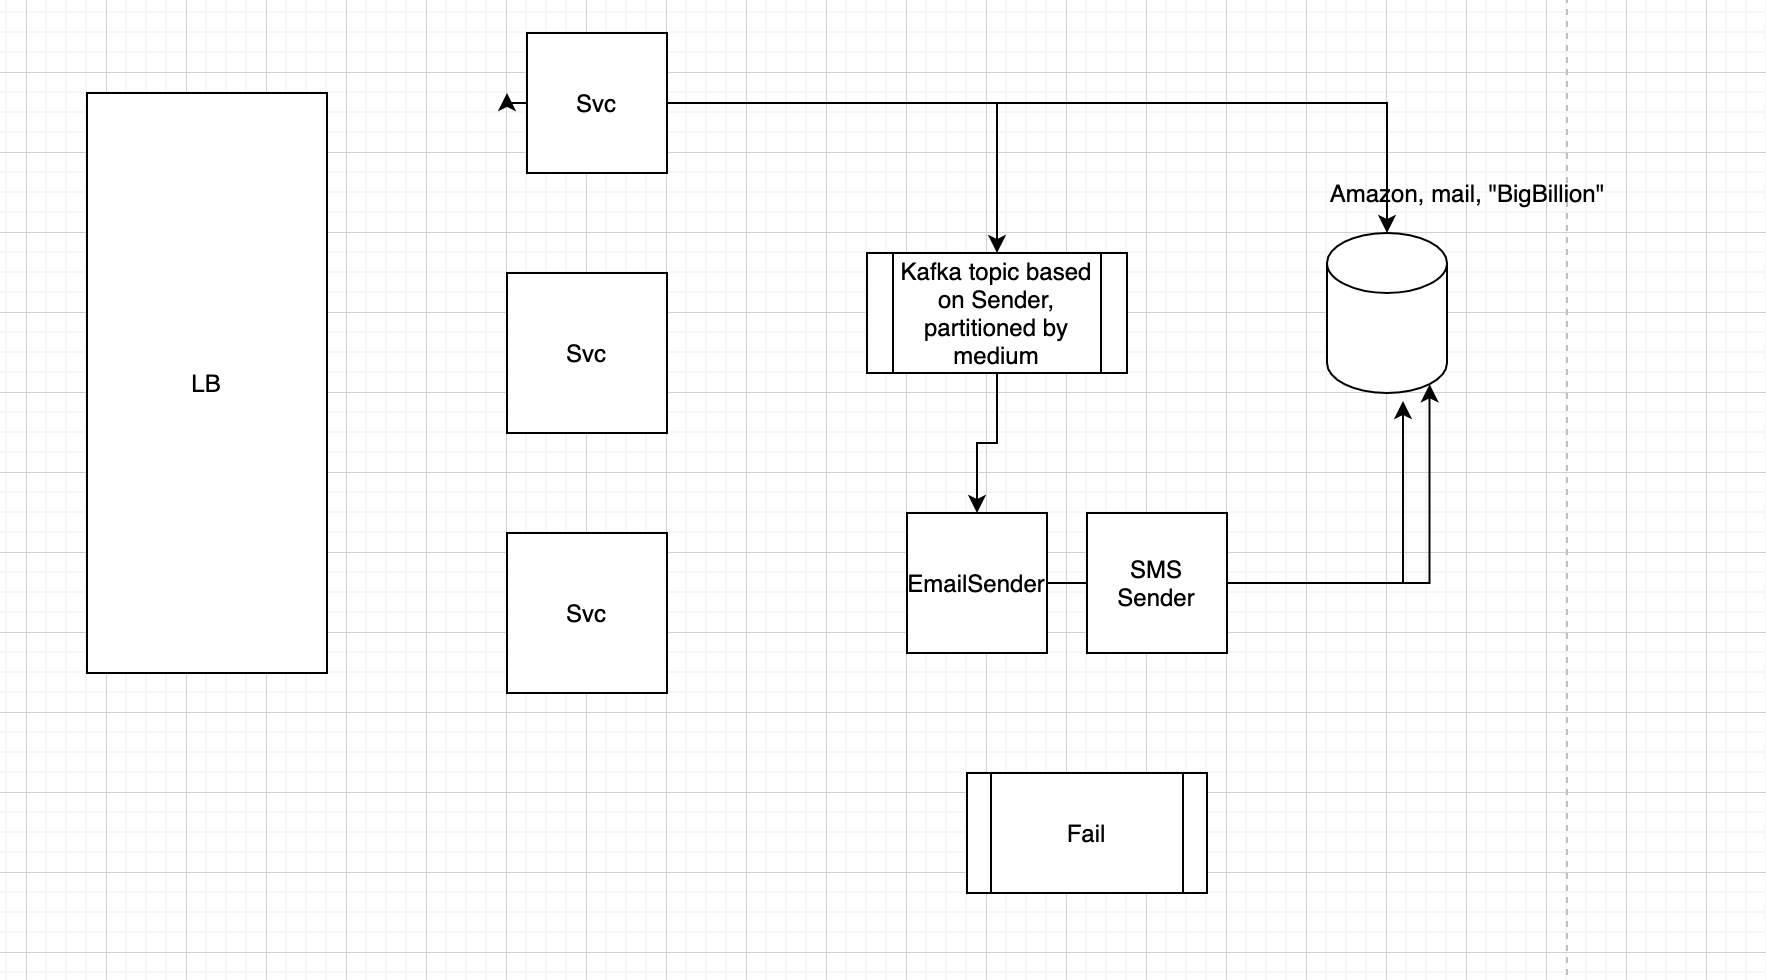 Svc
LB
Amazon, mail, "BigBillion"
Kafka topic based
on Sender,
partitioned by
medium
Svc
EmailSender
SMS
Sender
Svc
Fail